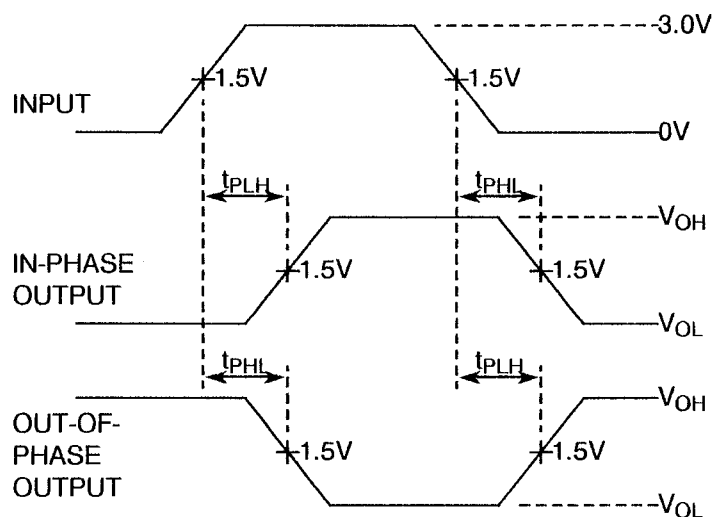 3.0V
1.5V
1.5V
INPUT
0V
tPLH
tPHL
VOH
IN-PHASE
OUTPUT
1.5V
1.5V
VOL
tPHL
tPLH
VOH
OUT-OF-
PHASE
OUTPUT
1.5V
1.5V
VOL